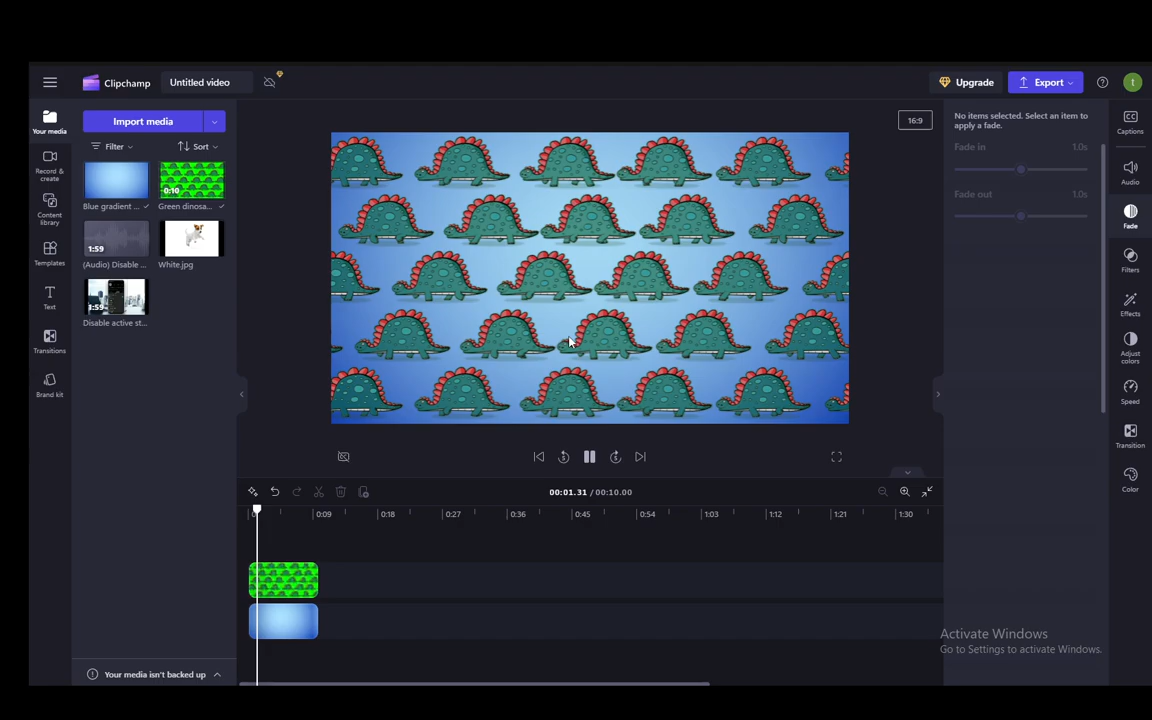 Clipchamp
Untitled video
Upgrade
Export
t
Your media
Record & create
Content library
Templates
Text
Transitions
Brand kit
Import media
Filter
Sort
Blue gradient ...
0:10
Green dinosa...
1:59
(Audio) Disable ...
White.jpg
1:59
Disable active st...
Your media isn't backed up
16:9
00:01.31 / 00:10.00
0:09
0:18
0:27
0:36
0:45
0:54
1:03
1:12
1:21
1:30
No items selected. Select an item to
apply a fade.
Fade in 1.0s
Fade out 1.0s
Captions
Audio
Fade
Filters
Effects
Adjust colors
Speed
Transition
Color
Activate Windows
Go to Settings to activate Windows.